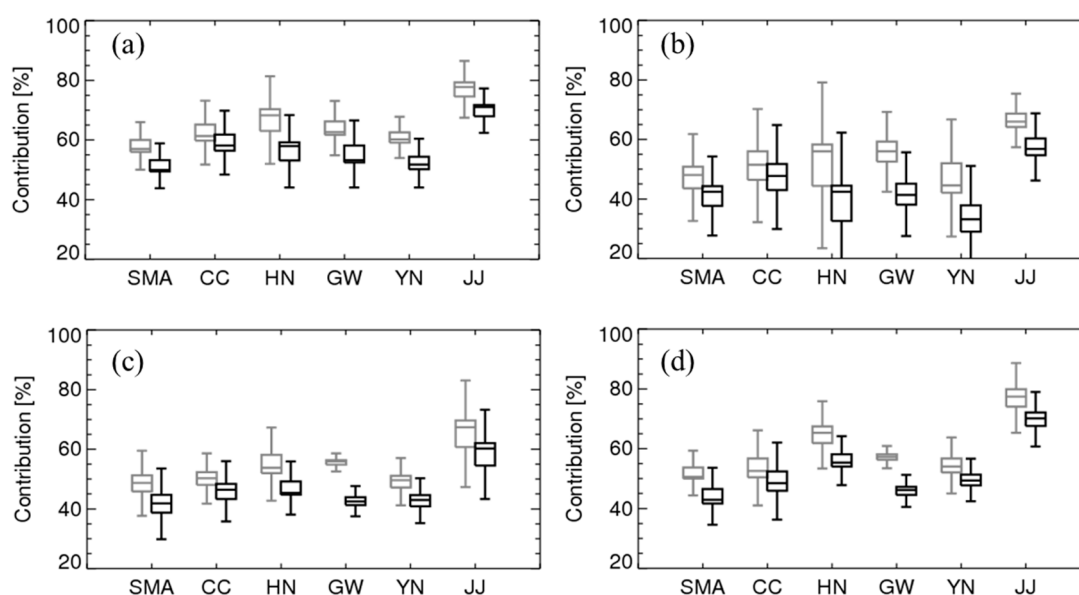 100
80
60
40
20
Contribution [%]
(a)
SMA CC HN GW YN JJ
100
80
60
40
20
Contribution [%]
(b)
SMA CC HN GW YN JJ
100
80
60
40
20
Contribution [%]
(c)
SMA CC HN GW YN JJ
100
80
60
40
20
Contribution [%]
(d)
SMA CC HN GW YN JJ